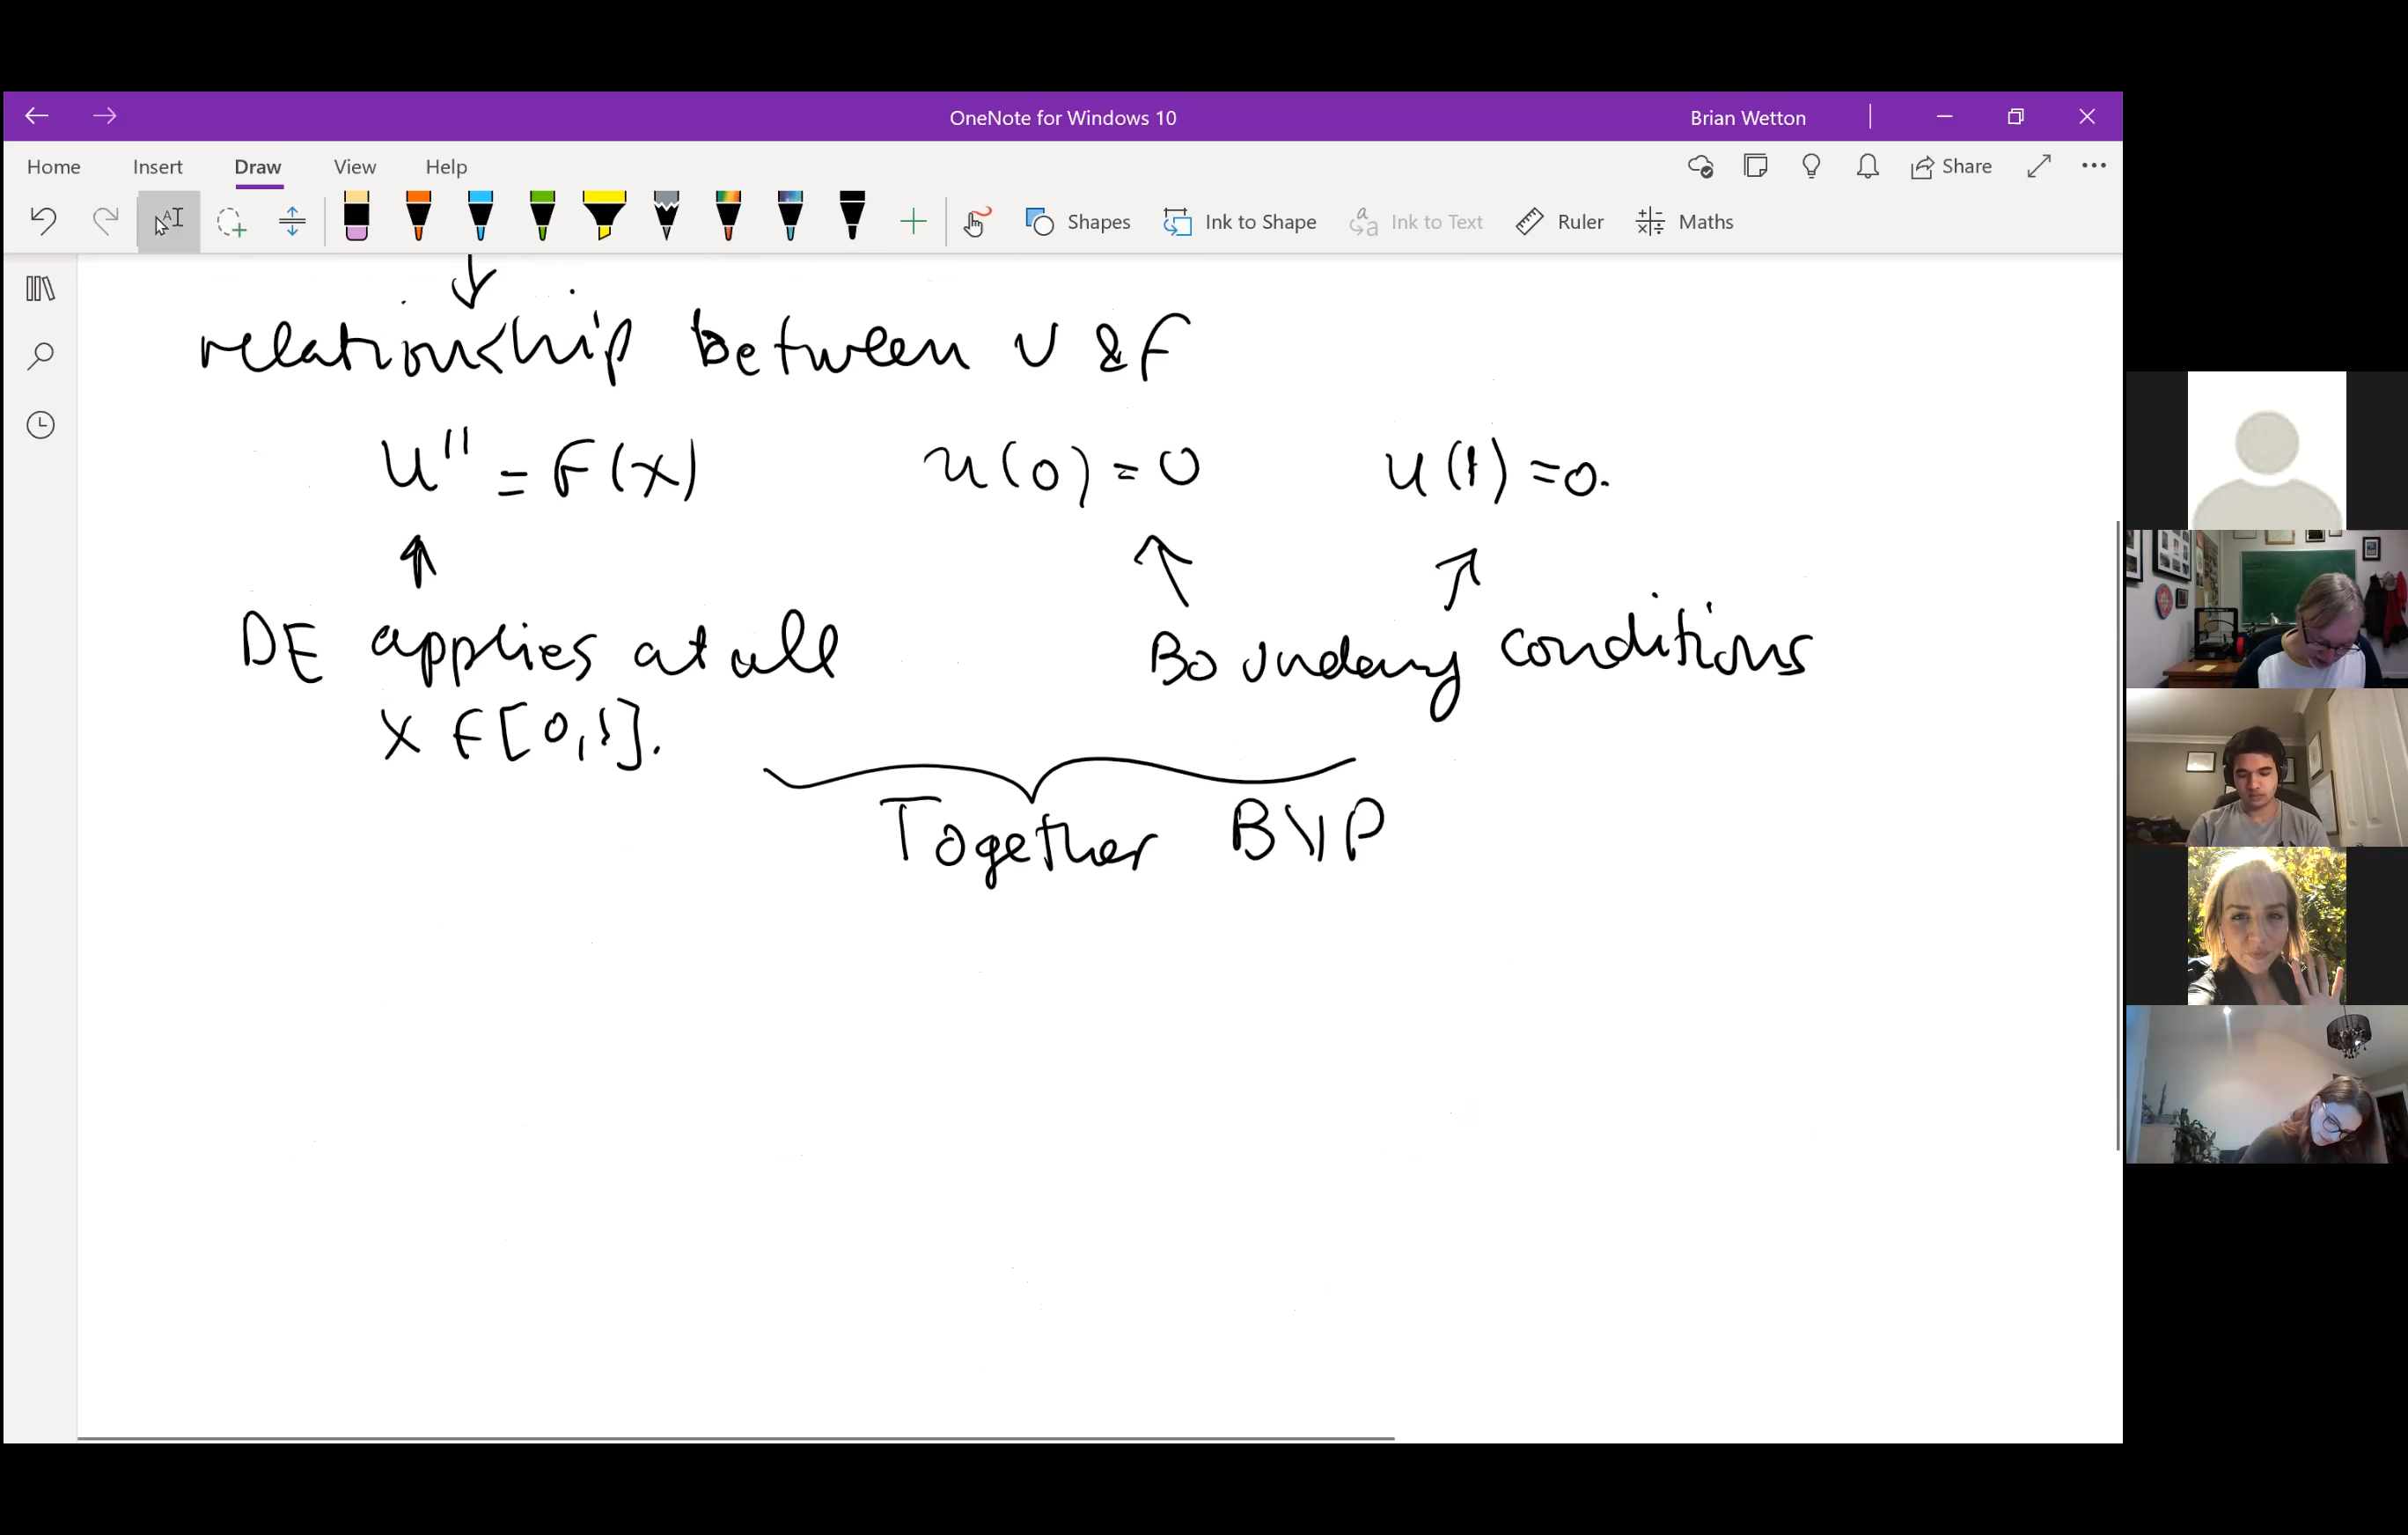 OneNote for Windows 10
Brian Wetton
Home Insert Draw View Help
Share
Shapes Ink to Shape Ink to Text Ruler Maths
relationship between u & f
u'' = f(x) u(0) = 0 u(1) = 0.
DE applies at all
x ∈ [0,1].
Boundary conditions
Together BVP